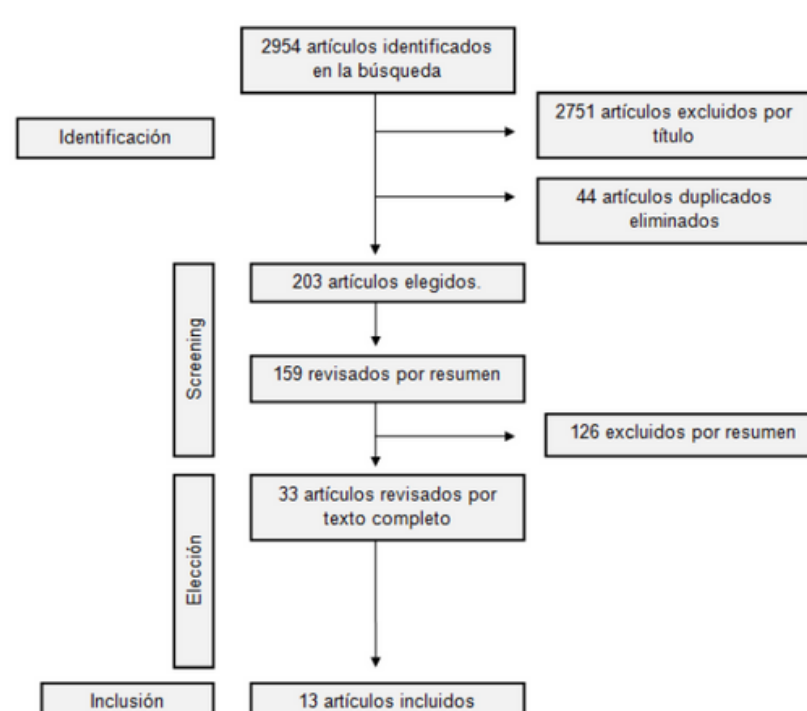 2954 artículos identificados
en la búsqueda
Identificación
2751 artículos excluidos por
título
44 artículos duplicados
eliminados
203 artículos elegidos.
Screening
159 revisados por resumen
126 excluidos por resumen
33 artículos revisados por
texto completo
Elección
Inclusión
13 artículos incluidos